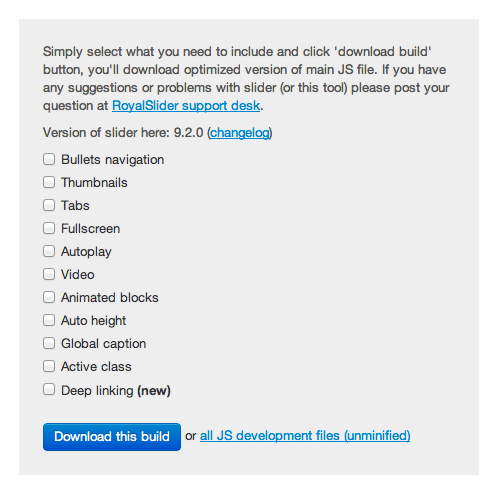 Simply select what you need to include and click 'download build'
button, you'll download optimized version of main JS file. If you have
any suggestions or problems with slider (or this tool) please post your
question at RoyalSlider support desk.
Version of slider here: 9.2.0 (changelog)
Bullets navigation
Thumbnails
Tabs
Fullscreen
Autoplay
Video
Animated blocks
Auto height
Global caption
Active class
Deep linking (new)
Download this build or all JS development files (unminified)